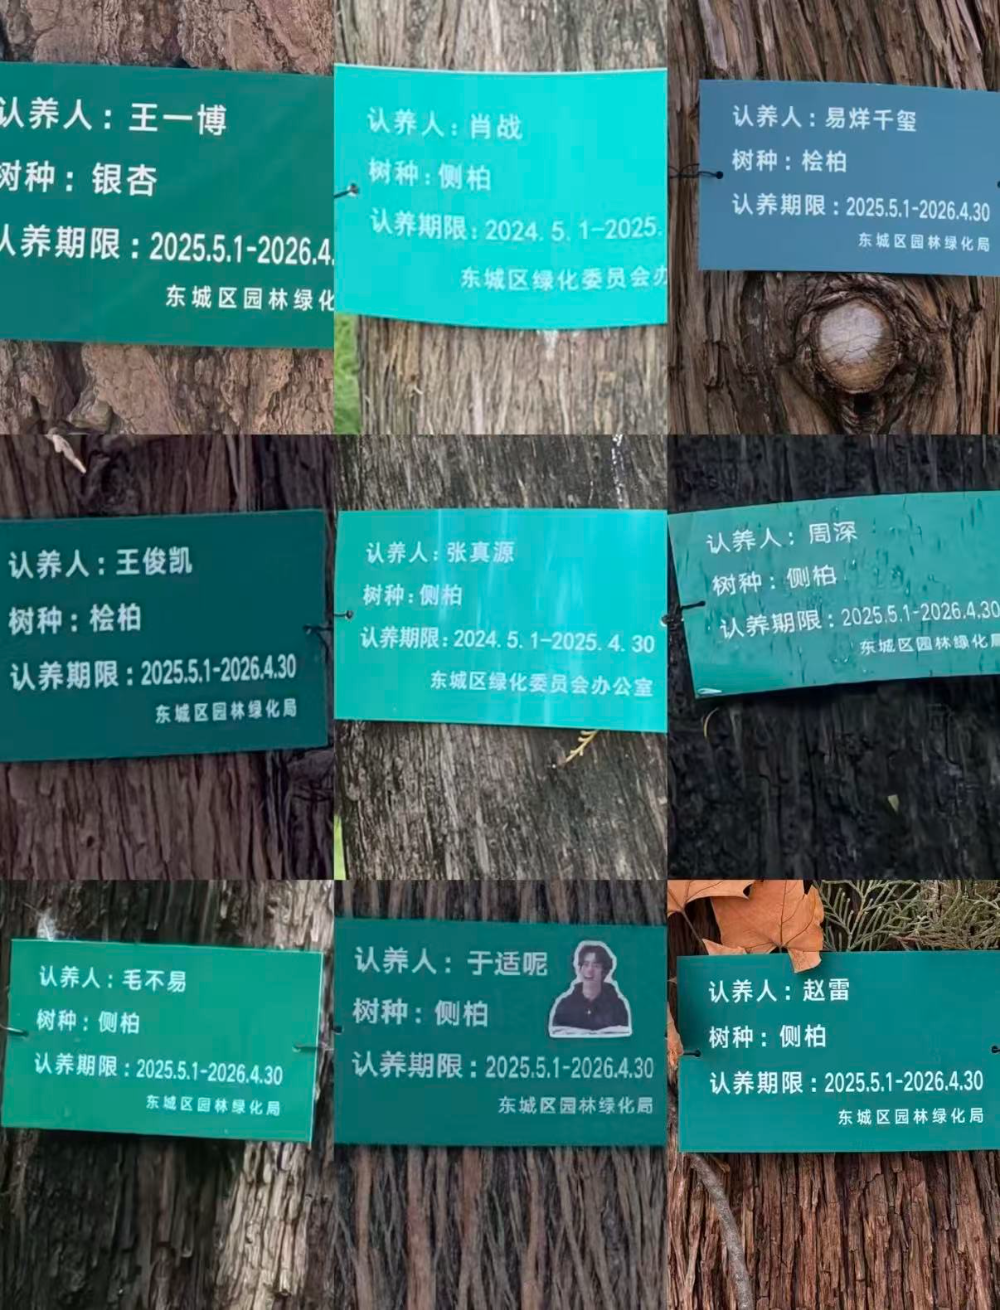 认养人：王一博
树种：银杏
认养期限：2025.5.1-2026.4.
东城区园林绿化
认养人：肖战
树种：侧柏
认养期限：2024.5.1-2025.
东城区绿化委员会办
认养人：易烊千玺
树种：桧柏
认养期限：2025.5.1-2026.4.30
东城区园林绿化局
认养人：王俊凯
树种：桧柏
认养期限：2025.5.1-2026.4.30
东城区园林绿化局
认养人：张真源
树种：侧柏
认养期限：2024.5.1-2025.4.30
东城区绿化委员会办公室
认养人：周深
树种：侧柏
认养期限：2025.5.1-2026.4.30
东城区园林绿化局
认养人：毛不易
树种：侧柏
认养期限：2025.5.1-2026.4.30
东城区园林绿化局
认养人：于适呢
树种：侧柏
认养期限：2025.5.1-2026.4.30
东城区园林绿化局
认养人：赵雷
树种：侧柏
认养期限：2025.5.1-2026.4.30
东城区园林绿化局